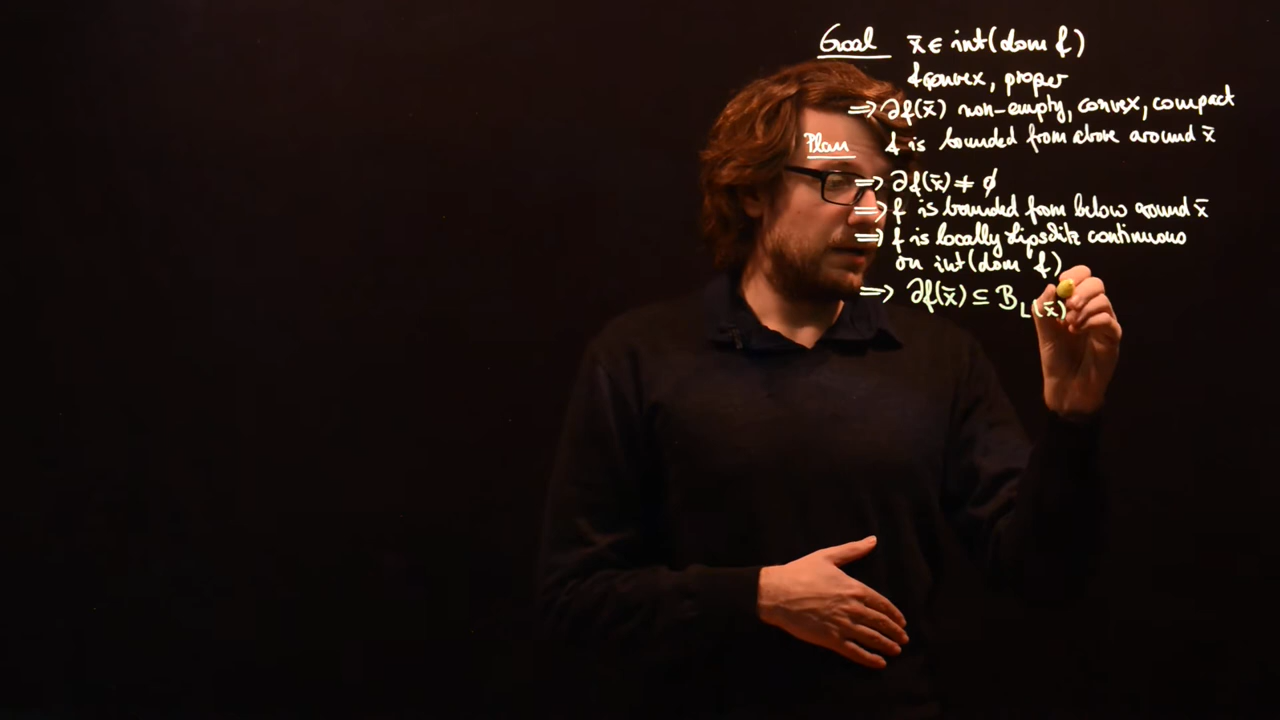 Goal x̄ ∈ int(dom f)
f convex, proper
⇒ ∂f(x̄) non-empty, convex, compact
Plan f is bounded from above around x̄
⇒ ∂f(x̄) ≠ ∅
⇒ f is bounded from below around x̄
⇒ f is locally Lipschitz continuous
on int(dom f)
⇒ ∂f(x̄) ⊆ B_L(x̄)